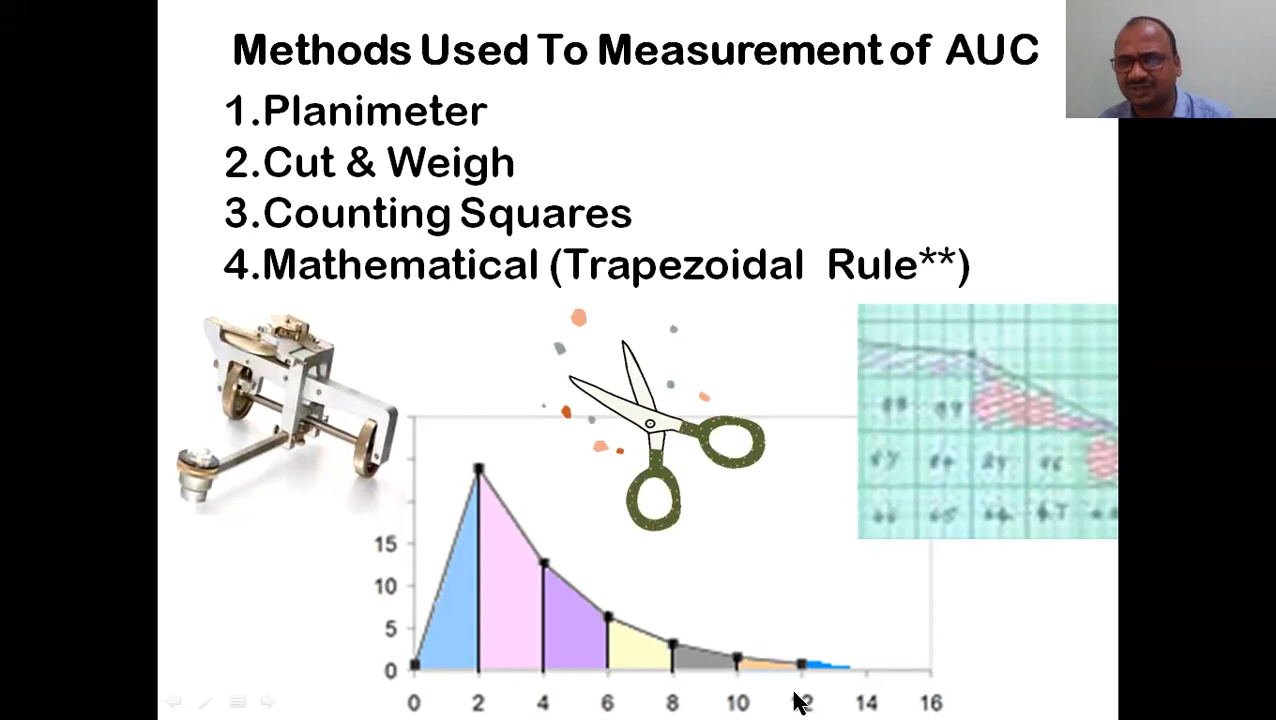 Methods Used To Measurement of AUC
1.Planimeter
2.Cut & Weigh
3.Counting Squares
4.Mathematical (Trapezoidal Rule**)
15
10
5
0
0 2 4 6 8 10 14 16